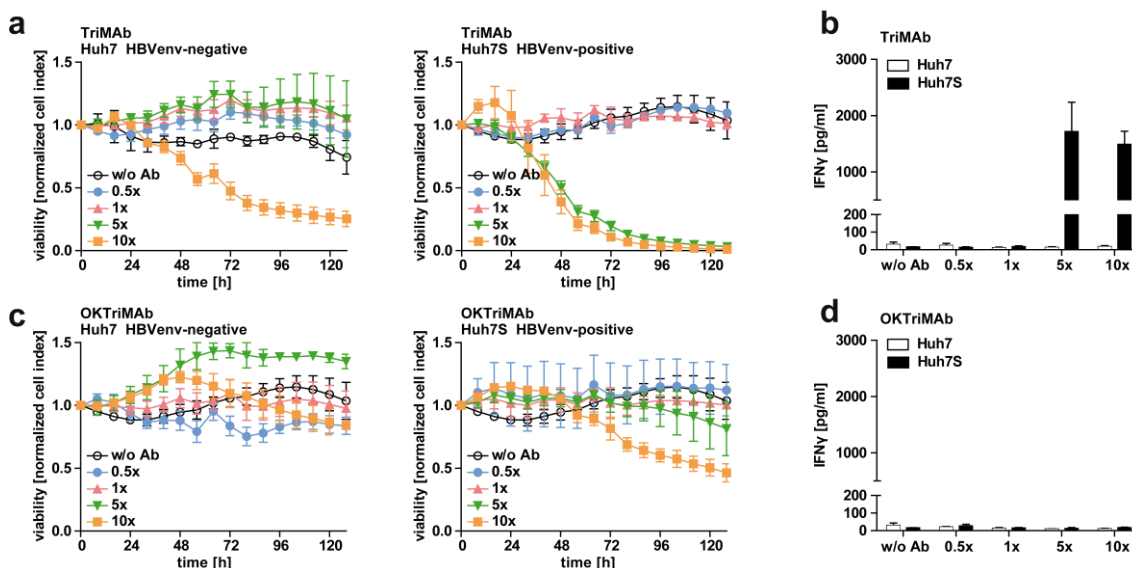 a
TriMAb
Huh7 HBVenv-negative
viability [normalized cell index]
1.5
1.0
0.5
0.0
w/o Ab
0.5x
1x
5x
10x
0 24 48 72 96 120
time [h]
TriMAb
Huh7S HBVenv-positive
viability [normalized cell index]
1.5
1.0
0.5
0.0
w/o Ab
0.5x
1x
5x
10x
0 24 48 72 96 120
time [h]
b
TriMAb
IFNγ [pg/ml]
3000
2000
1000
200
100
0
Huh7
Huh7S
w/o Ab 0.5x 1x 5x 10x
c
OKTriMAb
Huh7 HBVenv-negative
viability [normalized cell index]
1.5
1.0
0.5
0.0
w/o Ab
0.5x
1x
5x
10x
0 24 48 72 96 120
time [h]
OKTriMAb
Huh7S HBVenv-positive
viability [normalized cell index]
1.5
1.0
0.5
0.0
w/o Ab
0.5x
1x
5x
10x
0 24 48 72 96 120
time [h]
d
OKTriMAb
IFNγ [pg/ml]
3000
2000
1000
200
100
0
Huh7
Huh7S
w/o Ab 0.5x 1x 5x 10x